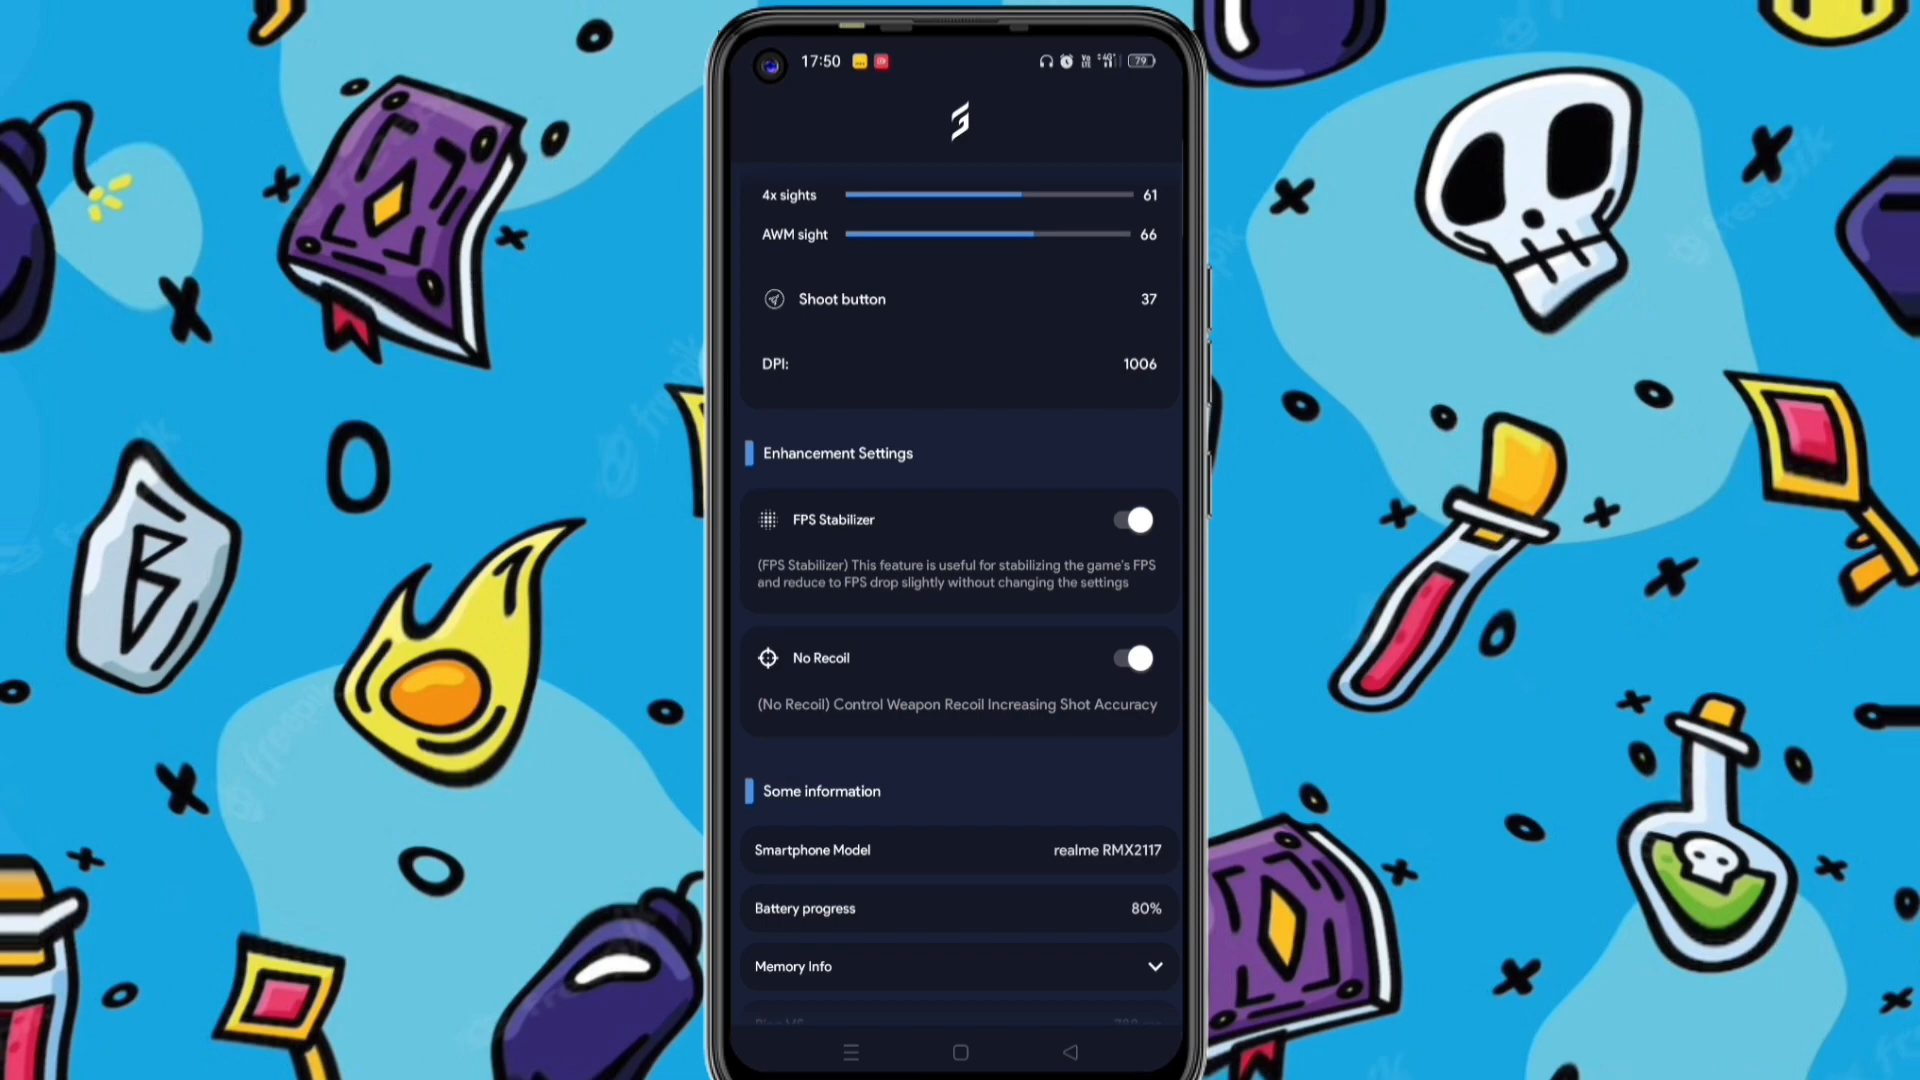 17:50
79
4x sights 61
AWM sight 66
Shoot button 37
DPI: 1006
Enhancement Settings
FPS Stabilizer
(FPS Stabilizer) This feature is useful for stabilizing the game's FPS
and reduce to FPS drop slightly without changing the settings
No Recoil
(No Recoil) Control Weapon Recoil Increasing Shot Accuracy
Some information
Smartphone Model realme RMX2117
Battery progress 80%
Memory Info
freepik